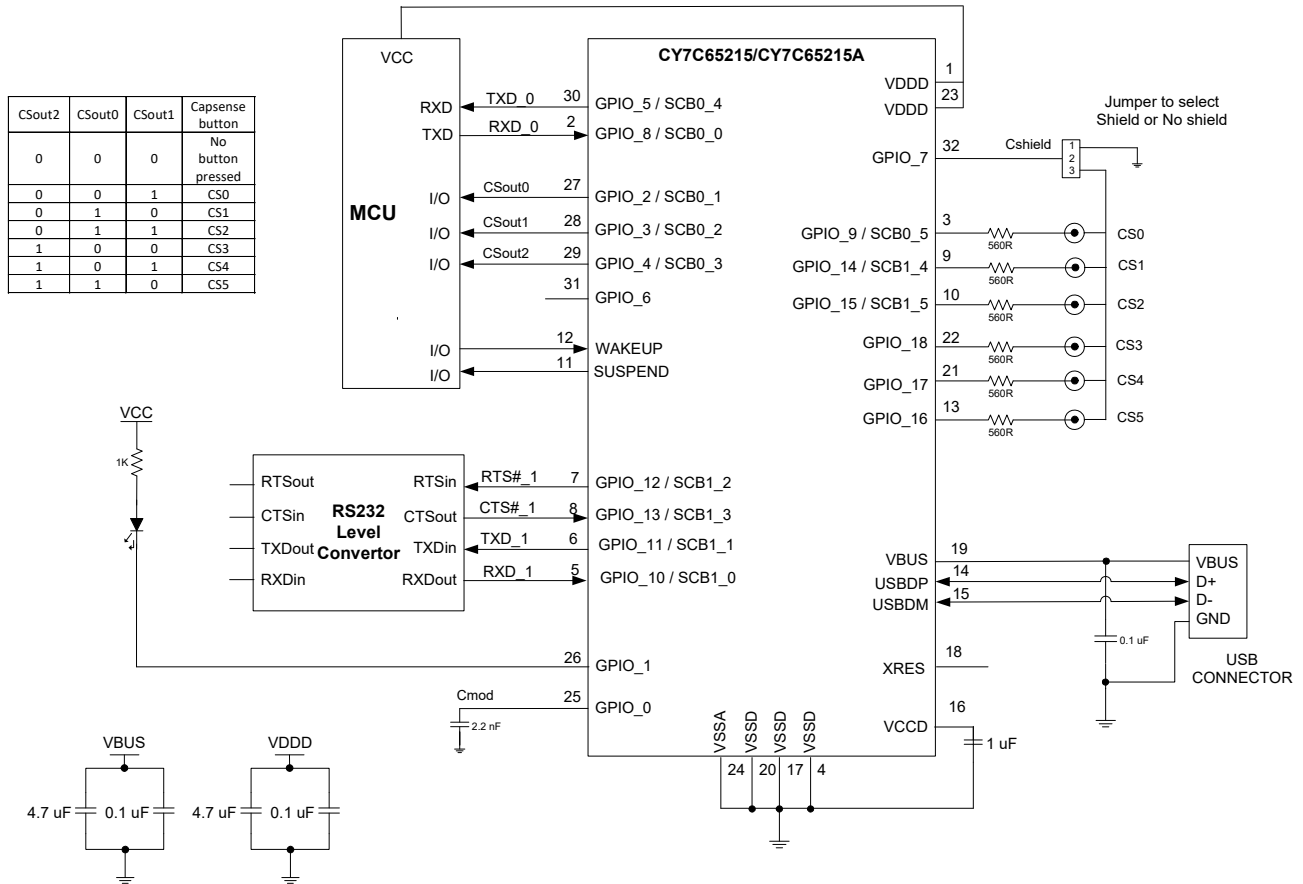 CSout2 CSout0 CSout1 Capsense button
0 0 0 No button pressed
0 0 1 CS0
0 1 0 CS1
0 1 1 CS2
1 0 0 CS3
1 0 1 CS4
1 1 0 CS5
VCC
MCU
RXD
TXD
I/O
I/O
I/O
I/O
I/O
TXD_0
RXD_0
CSout0
CSout1
CSout2
CY7C65215/CY7C65215A
30 GPIO_5 / SCB0_4
2 GPIO_8 / SCB0_0
27 GPIO_2 / SCB0_1
28 GPIO_3 / SCB0_2
29 GPIO_4 / SCB0_3
31 GPIO_6
12 WAKEUP
11 SUSPEND
7 GPIO_12 / SCB1_2
8 GPIO_13 / SCB1_3
6 GPIO_11 / SCB1_1
5 GPIO_10 / SCB1_0
26 GPIO_1
25 GPIO_0
VDDD 1
VDDD 23
GPIO_7 32
GPIO_9 / SCB0_5 3
GPIO_14 / SCB1_4 9
GPIO_15 / SCB1_5 10
GPIO_18 22
GPIO_17 21
GPIO_16 13
VBUS 19
USBDP 14
USBDM 15
XRES 18
VCCD 16
VSSA
VSSD
VSSD
VSSD
24 20 17 4
1 uF
Jumper to select
Shield or No shield
Cshield
1
2
3
560R CS0
560R CS1
560R CS2
560R CS3
560R CS4
560R CS5
VBUS
D+
D-
GND
0.1 uF
USB
CONNECTOR
VCC
1K
RTSout
CTSin
TXDout
RXDin
RS232
Level
Convertor
RTSin
CTSout
TXDin
RXDout
RTS#_1
CTS#_1
TXD_1
RXD_1
Cmod
2.2 nF
VBUS
4.7 uF 0.1 uF
VDDD
4.7 uF 0.1 uF